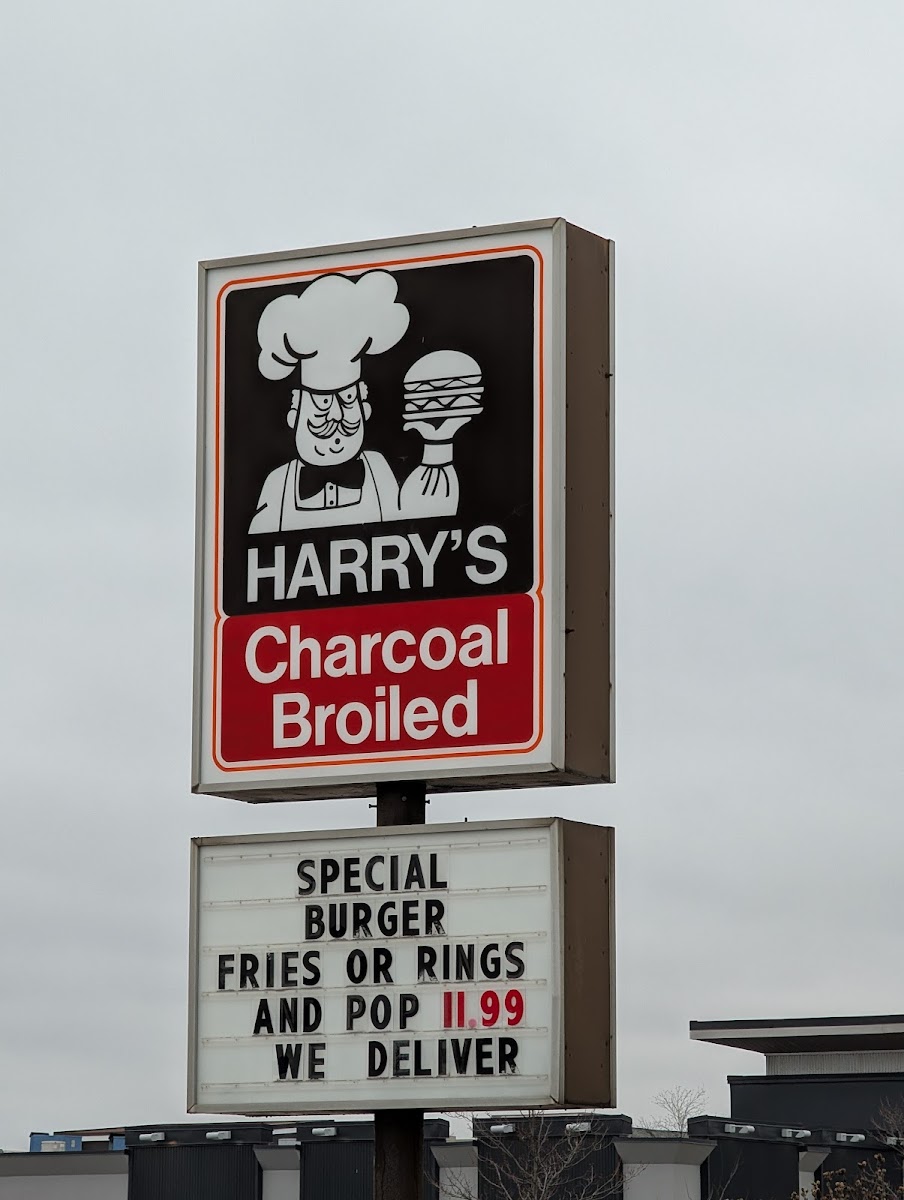 HARRY'S
Charcoal
Broiled
SPECIAL
BURGER
FRIES OR RINGS
AND POP 11.99
WE DELIVER